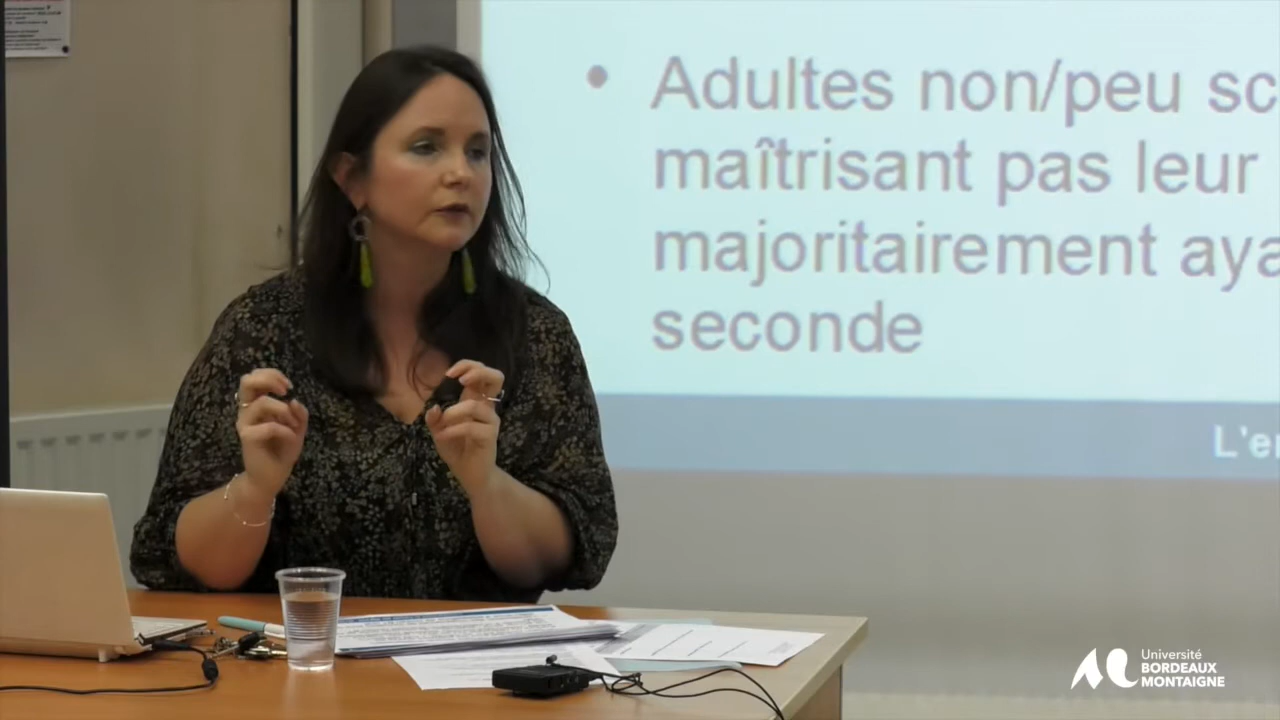 • Adultes non/peu sc
maîtrisant pas leur
majoritairement aya
seconde
L'e
Université
BORDEAUX
MONTAIGNE